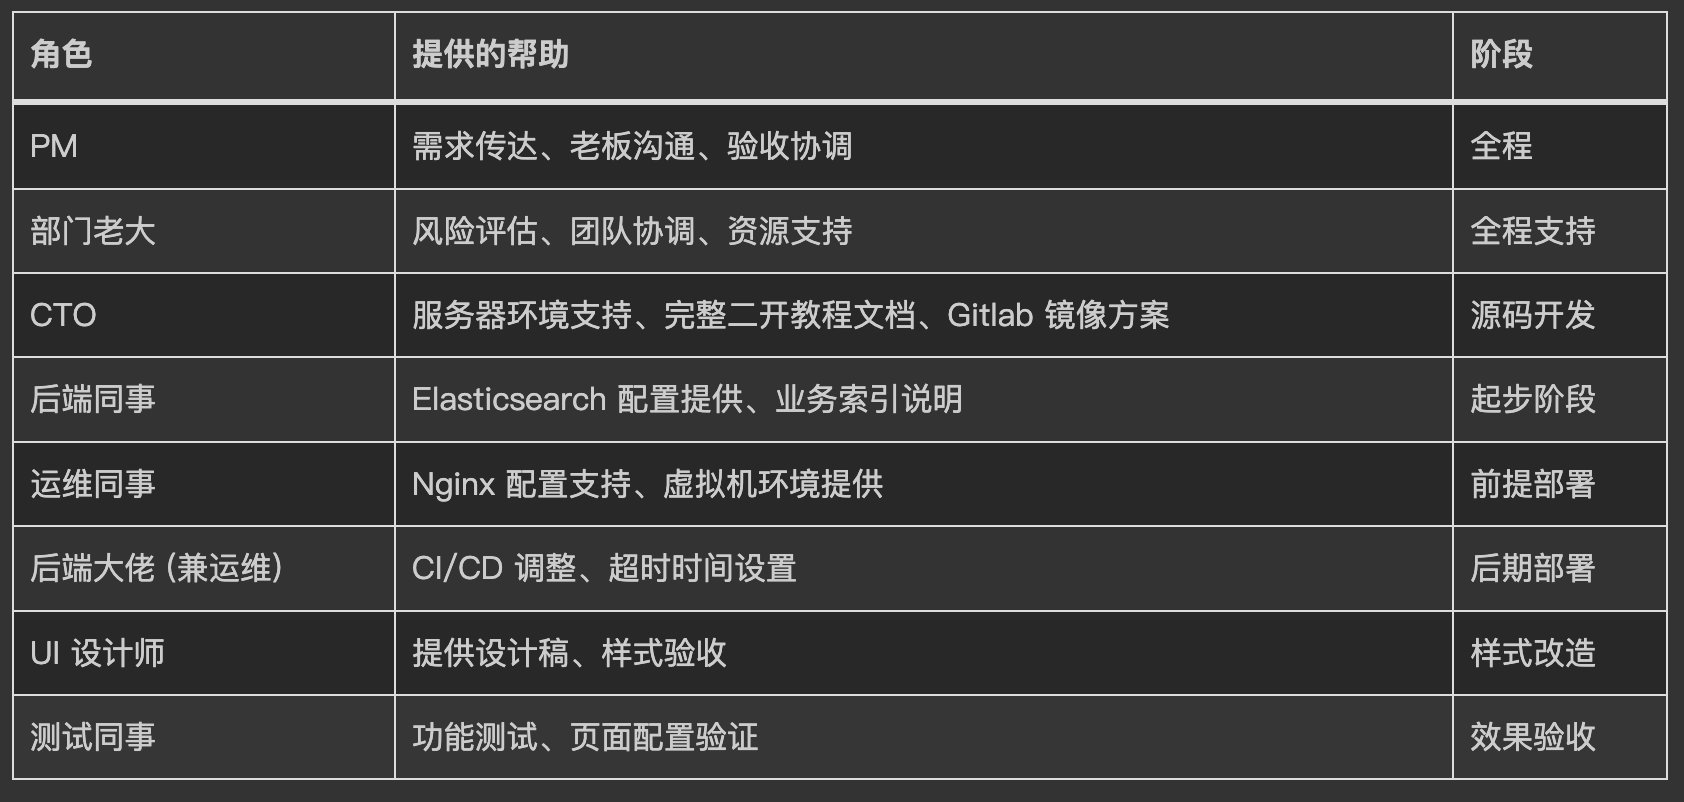 角色 提供的帮助 阶段
PM 需求传达、老板沟通、验收协调 全程
部门老大 风险评估、团队协调、资源支持 全程支持
CTO 服务器环境支持、完整二开教程文档、Gitlab 镜像方案 源码开发
后端同事 Elasticsearch 配置提供、业务索引说明 起步阶段
运维同事 Nginx 配置支持、虚拟机环境提供 前提部署
后端大佬 (兼运维) CI/CD 调整、超时时间设置 后期部署
UI 设计师 提供设计稿、样式验收 样式改造
测试同事 功能测试、页面配置验证 效果验收